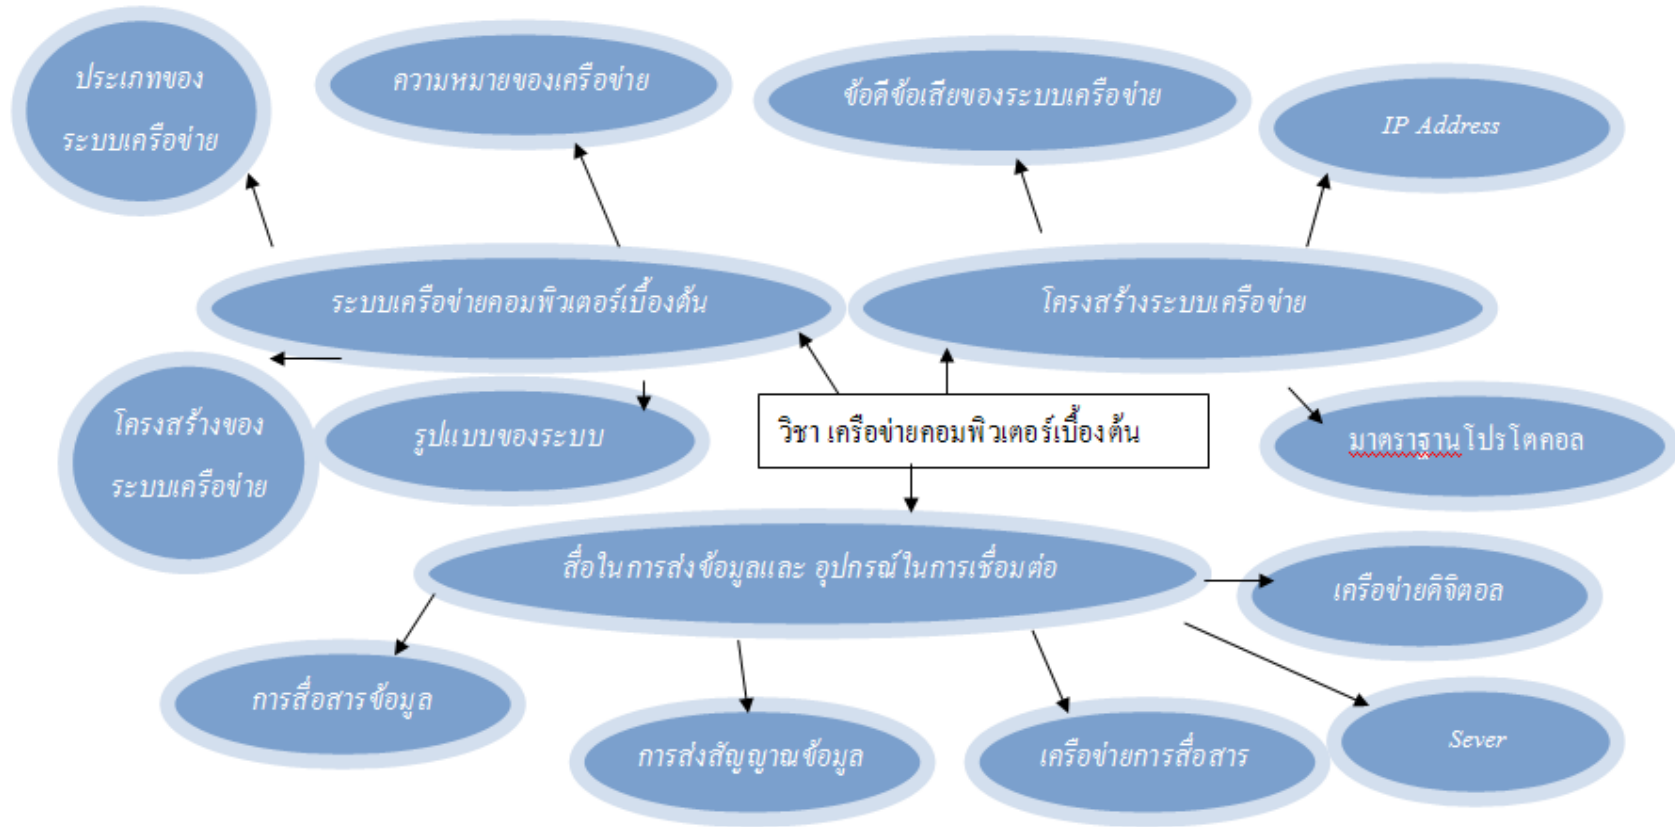 ประเภทของ
ระบบเครือข่าย
ความหมายของเครือข่าย
ข้อดีข้อเสียของระบบเครือข่าย
IP Address
ระบบเครือข่ายคอมพิวเตอร์เบื้องต้น
โครงสร้างระบบเครือข่าย
โครงสร้างของ
ระบบเครือข่าย
รูปแบบของระบบ
วิชา เครือข่ายคอมพิวเตอร์เบื้องต้น
มาตราฐานโปรโตคอล
สื่อในการส่งข้อมูลและ อุปกรณ์ในการเชื่อมต่อ
เครือข่ายดิจิตอล
การสื่อสารข้อมูล
การส่งสัญญาณข้อมูล
เครือข่ายการสื่อสาร
Sever